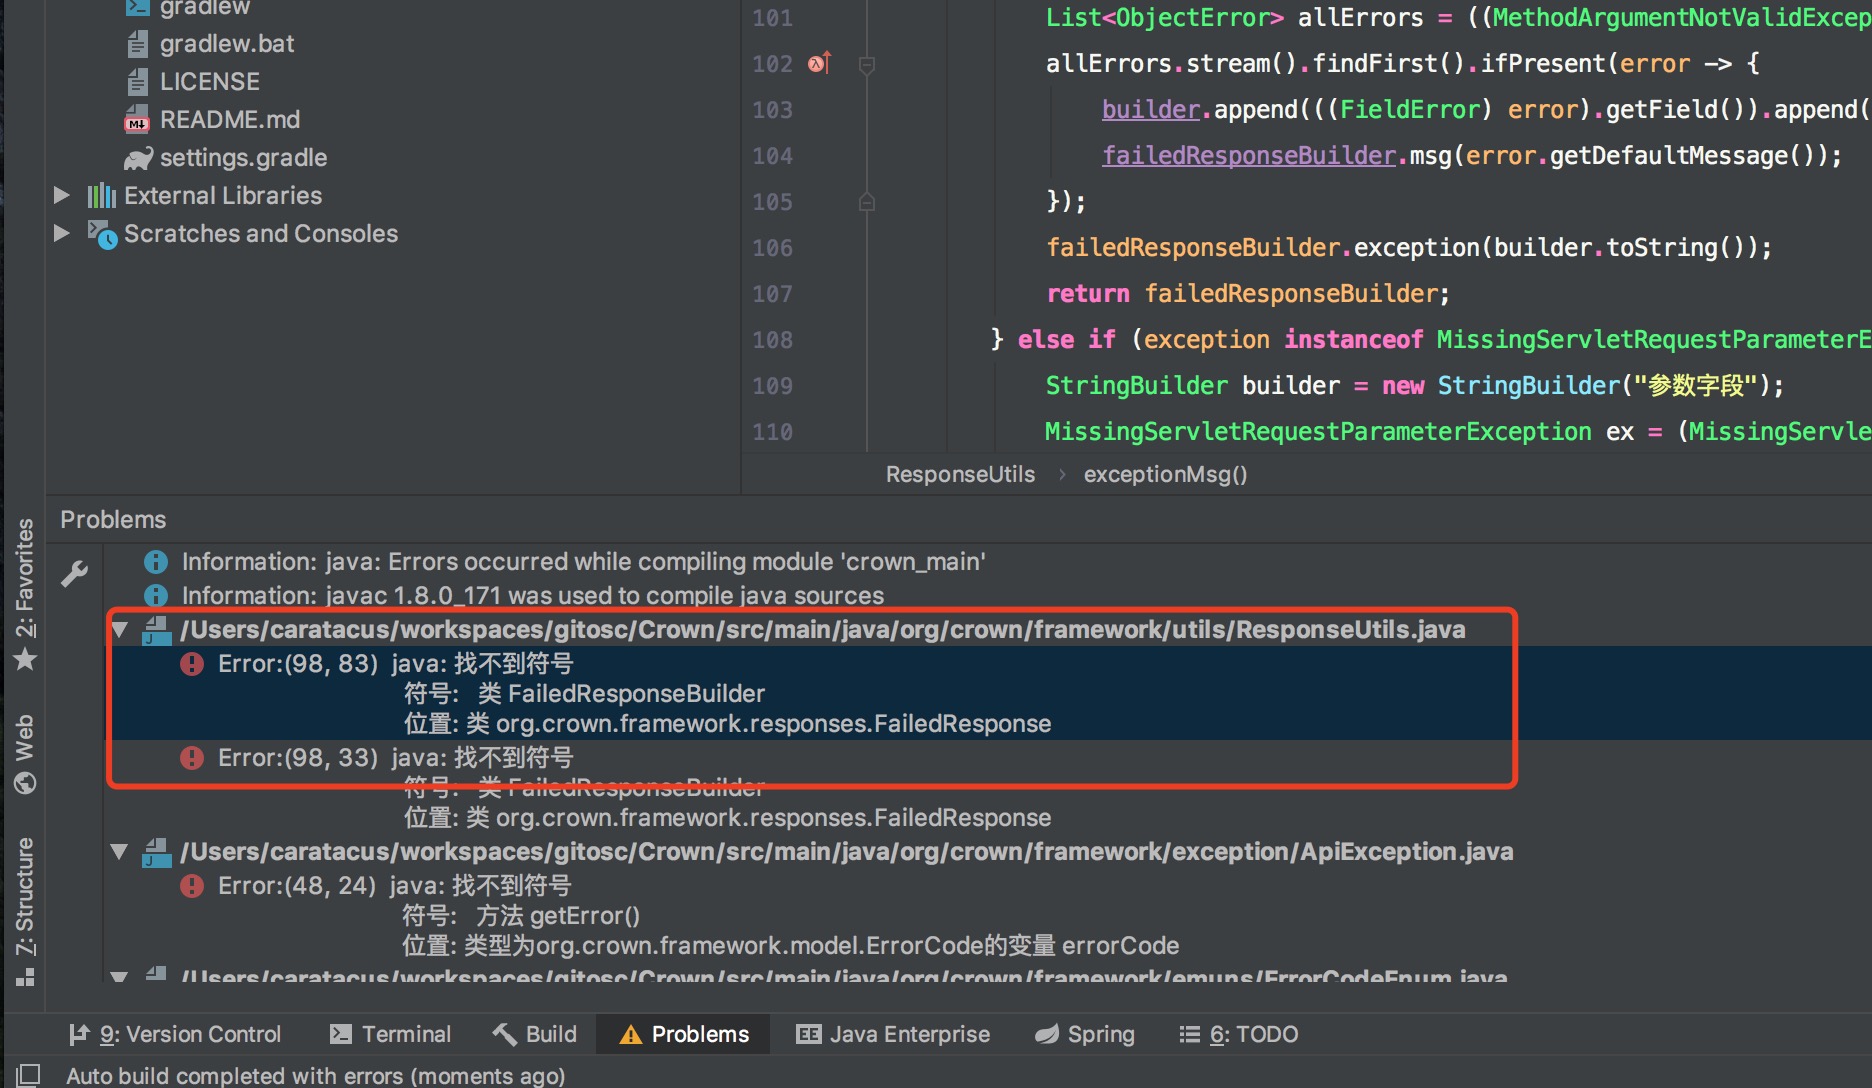 gradlew
gradlew.bat
LICENSE
README.md
settings.gradle
External Libraries
Scratches and Consoles
101 List<ObjectError> allErrors = ((MethodArgumentNotValidExcep
102 allErrors.stream().findFirst().ifPresent(error -> {
103 builder.append(((FieldError) error).getField()).append(
104 failedResponseBuilder.msg(error.getDefaultMessage());
105 });
106 failedResponseBuilder.exception(builder.toString());
107 return failedResponseBuilder;
108 } else if (exception instanceof MissingServletRequestParameterE
109 StringBuilder builder = new StringBuilder("参数字段");
110 MissingServletRequestParameterException ex = (MissingServle
ResponseUtils › exceptionMsg()
Problems
Information: java: Errors occurred while compiling module 'crown_main'
Information: javac 1.8.0_171 was used to compile java sources
/Users/caratacus/workspaces/gitosc/Crown/src/main/java/org/crown/framework/utils/ResponseUtils.java
Error:(98, 83) java: 找不到符号
符号: 类 FailedResponseBuilder
位置: 类 org.crown.framework.responses.FailedResponse
Error:(98, 33) java: 找不到符号
符号: 类 FailedResponseBuilder
位置: 类 org.crown.framework.responses.FailedResponse
/Users/caratacus/workspaces/gitosc/Crown/src/main/java/org/crown/framework/exception/ApiException.java
Error:(48, 24) java: 找不到符号
符号: 方法 getError()
位置: 类型为org.crown.framework.model.ErrorCode的变量 errorCode
/Users/caratacus/workspaces/gitosc/Crown/src/main/java/org/crown/framework/emuns/ErrorCodeEnum.java
2: Favorites
Web
7: Structure
9: Version Control
Terminal
Build
Problems
Java Enterprise
Spring
6: TODO
Auto build completed with errors (moments ago)